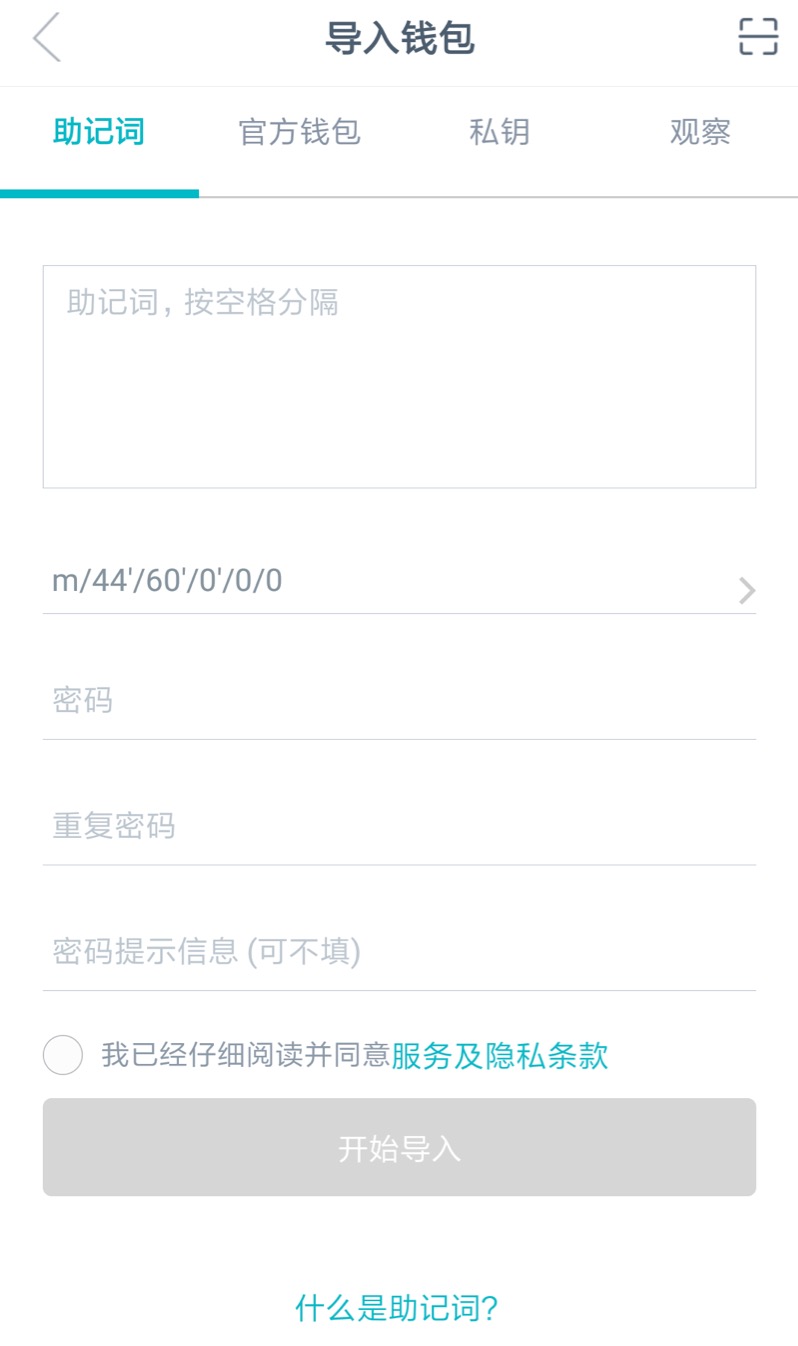 导入钱包
助记词
官方钱包
私钥
观察
助记词，按空格分隔
m/44'/60'/0'/0/0
密码
重复密码
密码提示信息 (可不填)
我已经仔细阅读并同意服务及隐私条款
开始导入
什么是助记词?